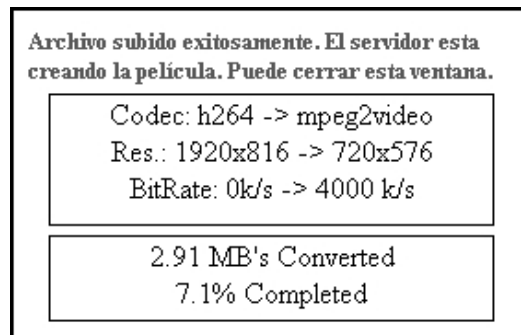 Archivo subido exitosamente. El servidor esta
creando la película. Puede cerrar esta ventana.
Codec: h264 -> mpeg2video
Res.: 1920x816 -> 720x576
BitRate: 0k/s -> 4000 k/s
2.91 MB's Converted
7.1% Completed